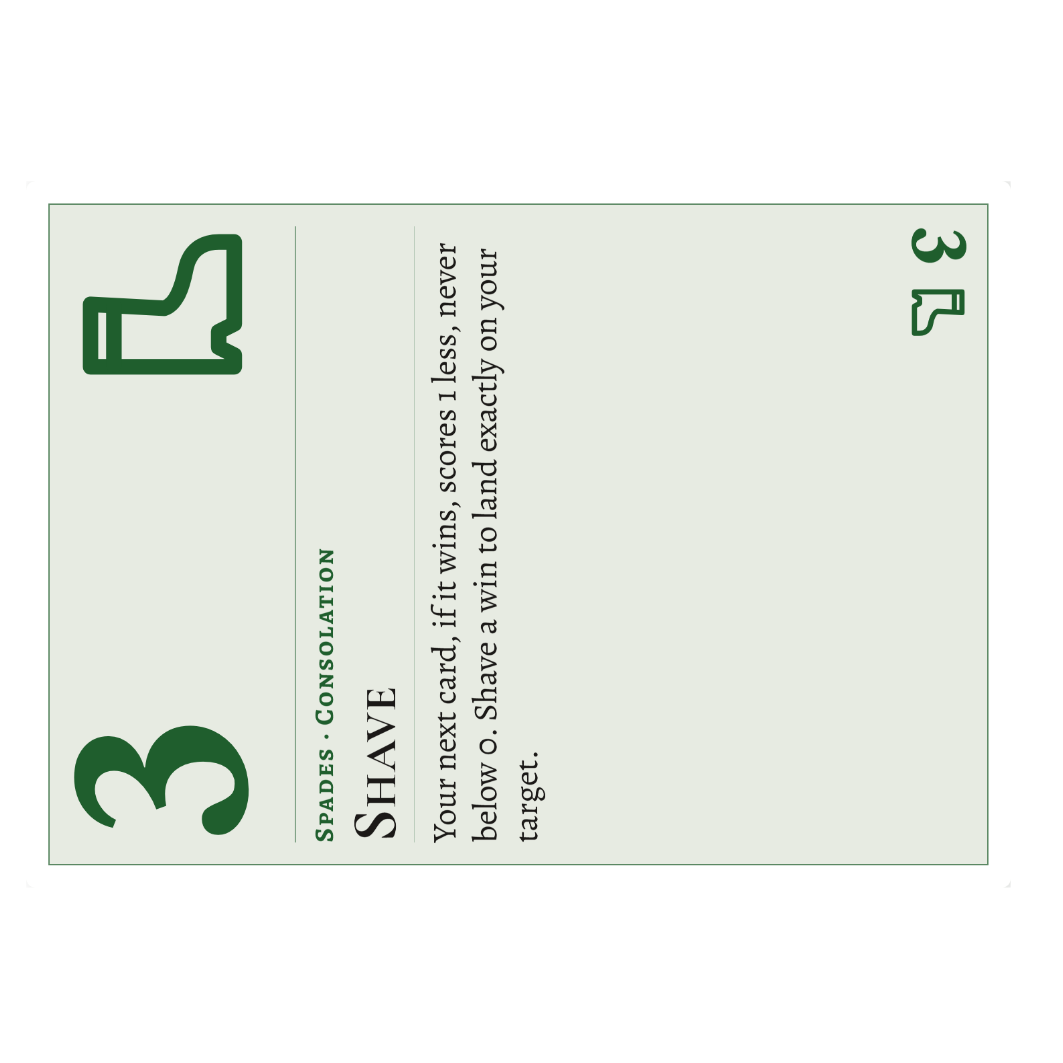 3
Spades · Consolation
Shave
Your next card, if it wins, scores 1 less, never
below 0. Shave a win to land exactly on your
target.
3